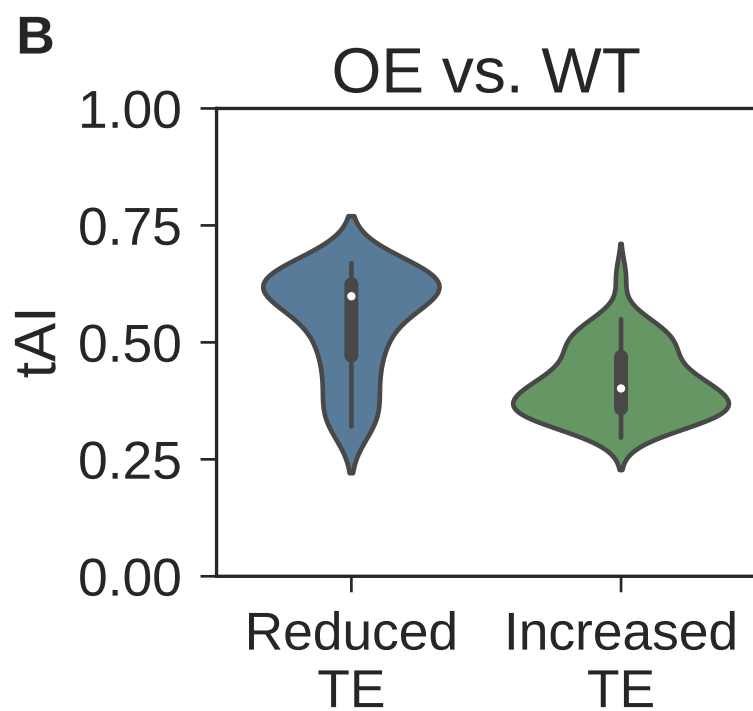 B
OE vs. WT
1.00
0.75
0.50
0.25
0.00
tAI
Reduced
TE
Increased
TE